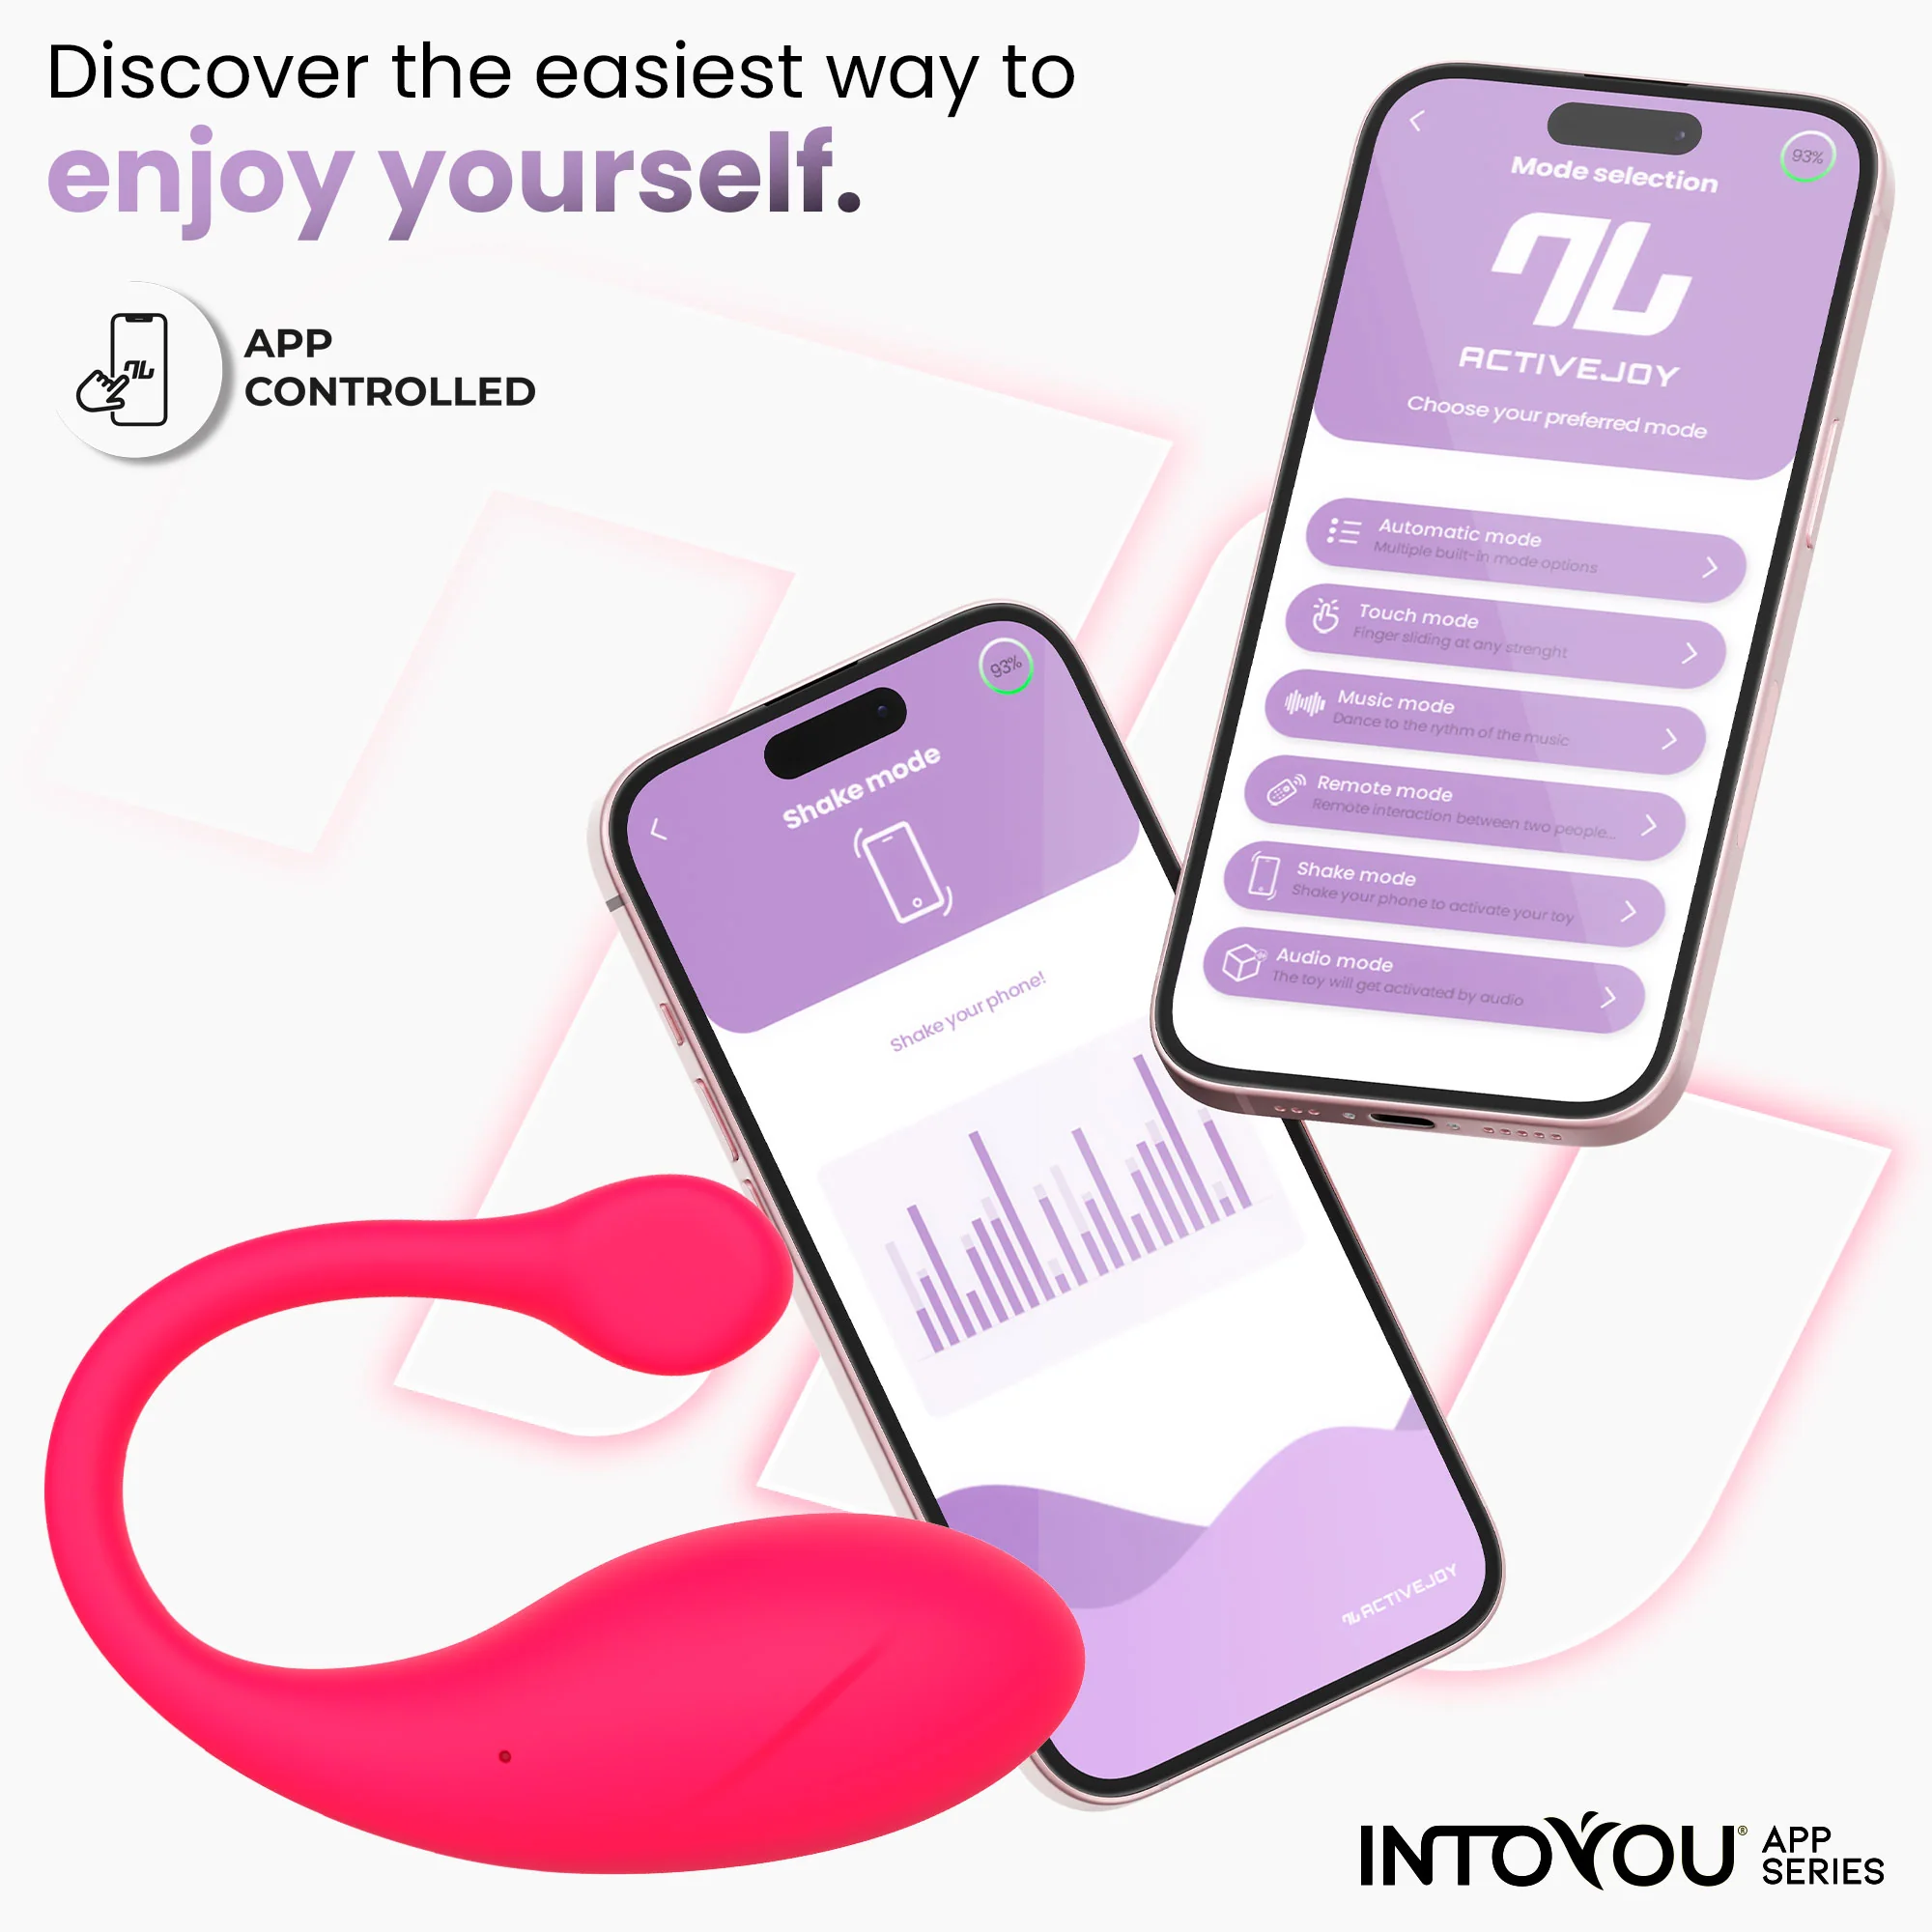 Discover the easiest way to
enjoy yourself.
APP
CONTROLLED
93%
Mode selection
ACTIVEJOY
Choose your preferred mode
Automatic mode
Multiple built-in mode options
Touch mode
Finger sliding at any strenght
Music mode
Dance to the rythm of the music
Remote mode
Remote interaction between two people...
Shake mode
Shake your phone to activate your toy
Audio mode
The toy will get activated by audio
93%
Shake mode
Shake your phone!
ACTIVEJOY
INTOYOU® APP
SERIES